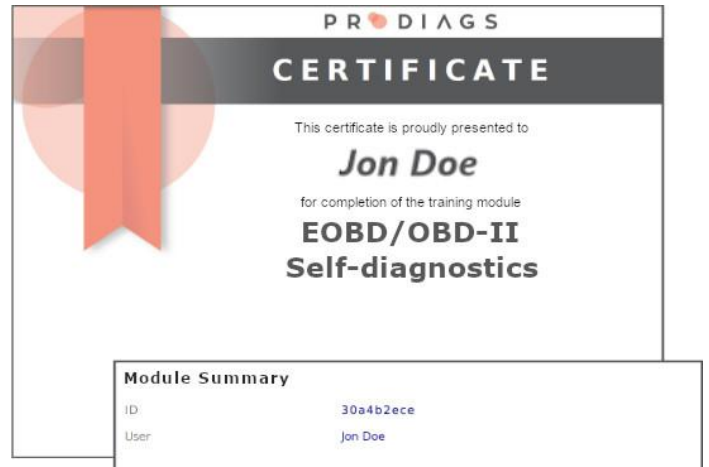 PRODIAGS
CERTIFICATE
This certificate is proudly presented to
Jon Doe
for completion of the training module
EOBD/OBD-II
Self-diagnostics
Module Summary
ID 30a4b2ece
User Jon Doe